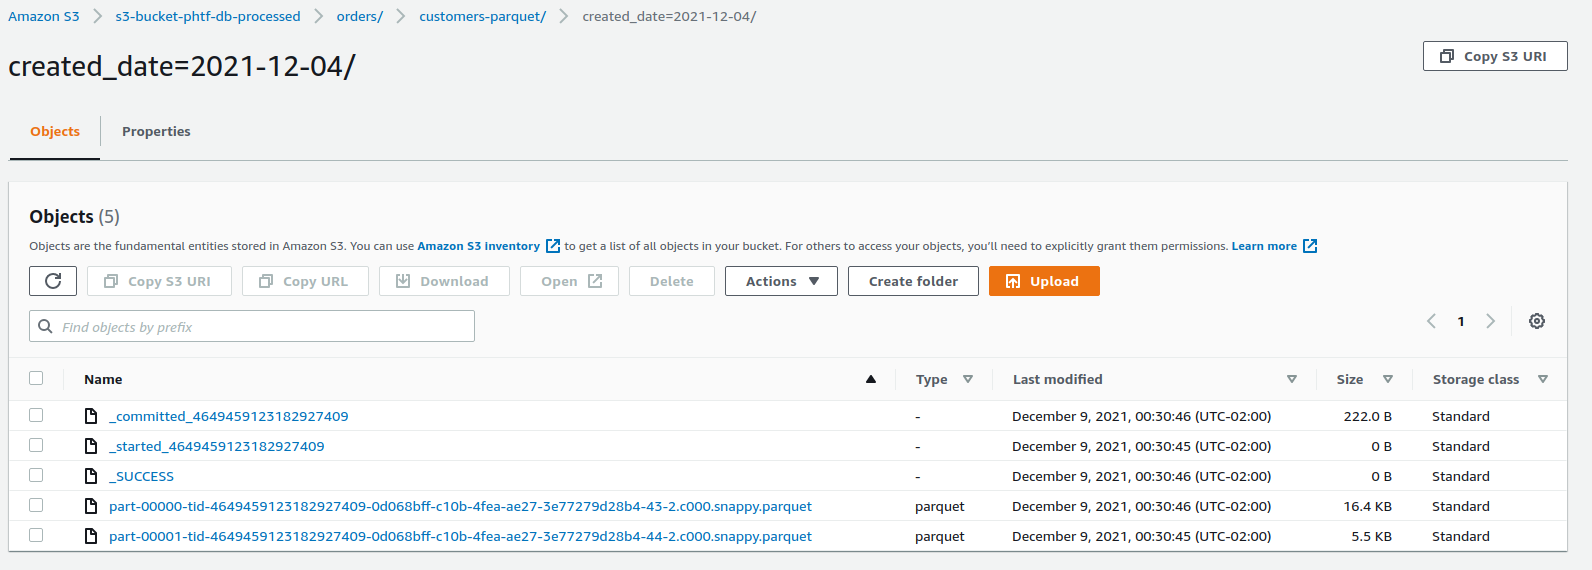 Amazon S3 > s3-bucket-phtf-db-processed > orders/ > customers-parquet/ > created_date=2021-12-04/
created_date=2021-12-04/
Copy S3 URI
Objects Properties
Objects (5)
Objects are the fundamental entities stored in Amazon S3. You can use Amazon S3 inventory to get a list of all objects in your bucket. For others to access your objects, you'll need to explicitly grant them permissions. Learn more
Copy S3 URI Copy URL Download Open Delete Actions Create folder Upload
Find objects by prefix
1
Name Type Last modified Size Storage class
_committed_4649459123182927409 - December 9, 2021, 00:30:46 (UTC-02:00) 222.0 B Standard
_started_4649459123182927409 - December 9, 2021, 00:30:45 (UTC-02:00) 0 B Standard
_SUCCESS - December 9, 2021, 00:30:46 (UTC-02:00) 0 B Standard
part-00000-tid-4649459123182927409-0d068bff-c10b-4fea-ae27-3e77279d28b4-43-2.c000.snappy.parquet parquet December 9, 2021, 00:30:46 (UTC-02:00) 16.4 KB Standard
part-00001-tid-4649459123182927409-0d068bff-c10b-4fea-ae27-3e77279d28b4-44-2.c000.snappy.parquet parquet December 9, 2021, 00:30:45 (UTC-02:00) 5.5 KB Standard